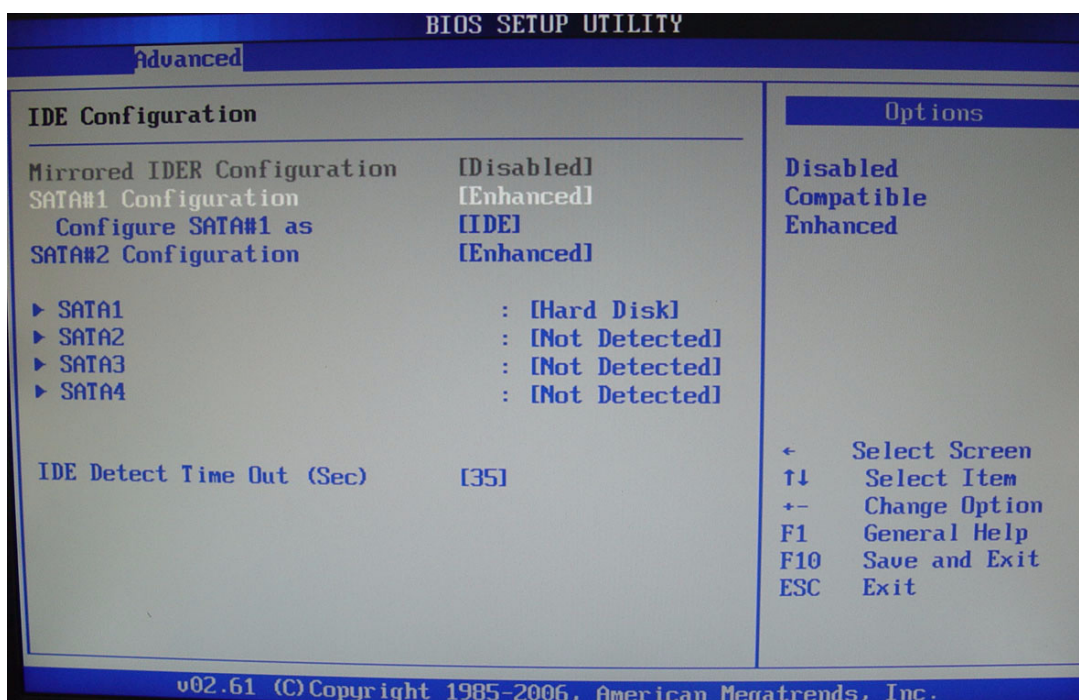 BIOS SETUP UTILITY
Advanced
IDE Configuration
Mirrored IDER Configuration [Disabled]
SATA#1 Configuration [Enhanced]
Configure SATA#1 as [IDE]
SATA#2 Configuration [Enhanced]
▶ SATA1 : [Hard Disk]
▶ SATA2 : [Not Detected]
▶ SATA3 : [Not Detected]
▶ SATA4 : [Not Detected]
IDE Detect Time Out (Sec) [35]
Options
Disabled
Compatible
Enhanced
← Select Screen
↑↓ Select Item
+- Change Option
F1 General Help
F10 Save and Exit
ESC Exit
v02.61 (C)Copyright 1985-2006, American Megatrends, Inc.